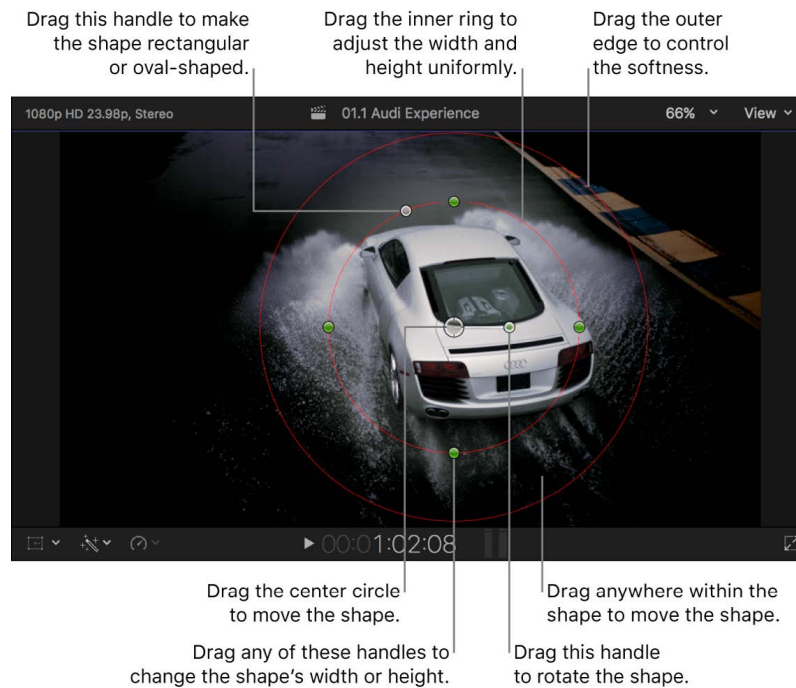 Drag this handle to make
the shape rectangular
or oval-shaped.
Drag the inner ring to
adjust the width and
height uniformly.
Drag the outer
edge to control
the softness.
1080p HD 23.98p, Stereo
01.1 Audi Experience
66%
View
00:01:02:08
Drag the center circle
to move the shape.
Drag anywhere within the
shape to move the shape.
Drag any of these handles to
change the shape’s width or height.
Drag this handle
to rotate the shape.